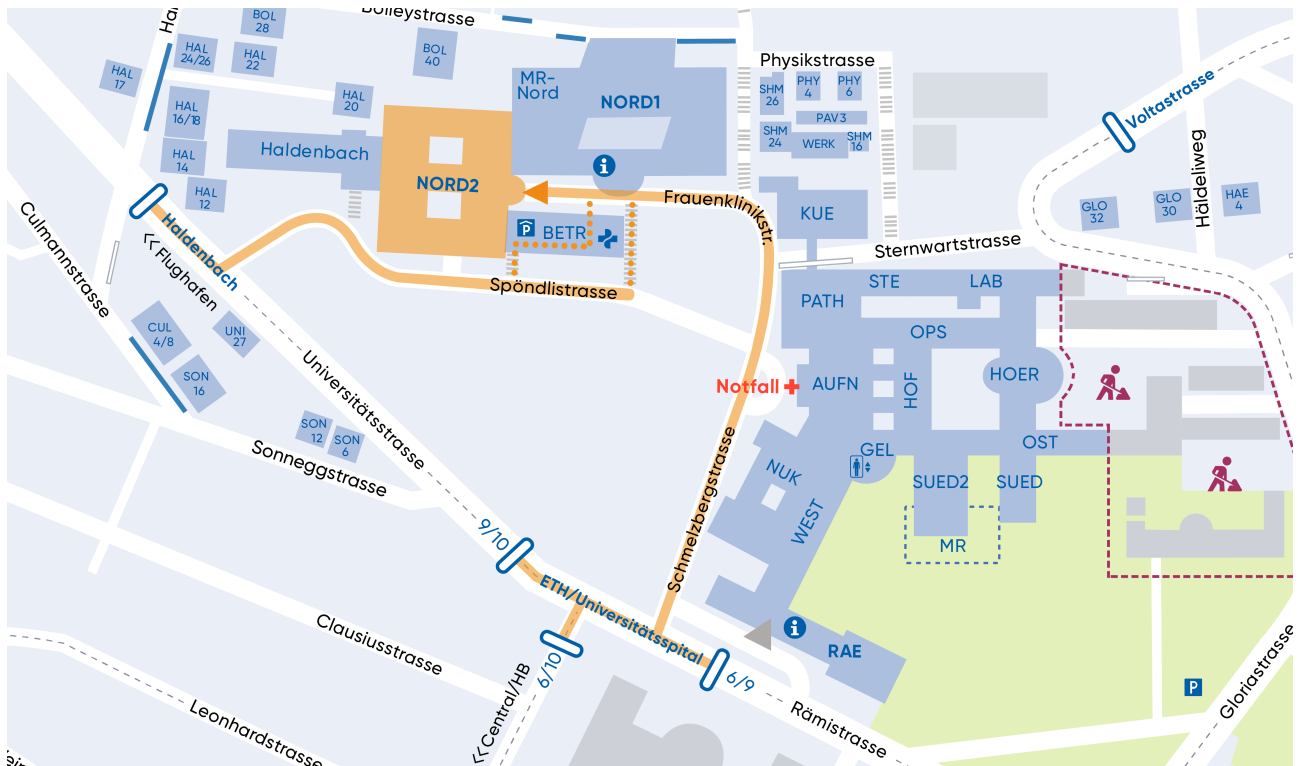 BOL
28
Bolleystrasse
BOL
40
HAL
24/26
HAL
22
HAL
17
HAL
20
HAL
16/18
HAL
14
HAL
12
Haldenbach
MR-
Nord
NORD1
NORD2
i
P
BETR
Physikstrasse
SHM
26
PHY
4
PHY
6
PAV3
SHM
24
WERK
SHM
16
KUE
Frauenklinikstr.
Sternwartstrasse
Voltastrasse
Häldeliweg
GLO
32
GLO
30
HAE
4
Culmannstrasse
Haldenbach
<< Flughafen
Spöndlistrasse
CUL
4/8
UNI
27
SON
16
SON
12
SON
6
Universitätsstrasse
Sonneggstrasse
PATH
STE
LAB
OPS
AUFN
HOF
HOER
Notfall
GEL
OST
NUK
WEST
SUED2
SUED
MR
Schmelzbergstrasse
9/10
ETH/Universitätsspital
6/10
6/9
<<Central/HB
i
RAE
Rämistrasse
Clausiusstrasse
Leonhardstrasse
P
Gloriastrasse